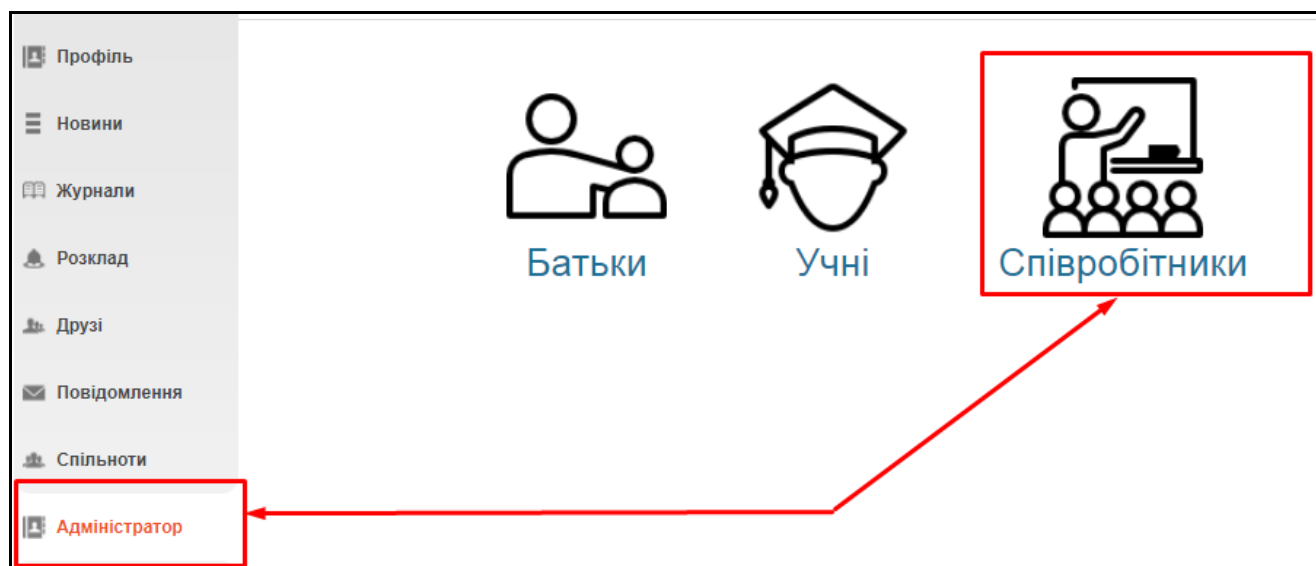 Профіль
Новини
Журнали
Розклад
Друзі
Повідомлення
Спільноти
Адміністратор
Батьки
Учні
Співробітники